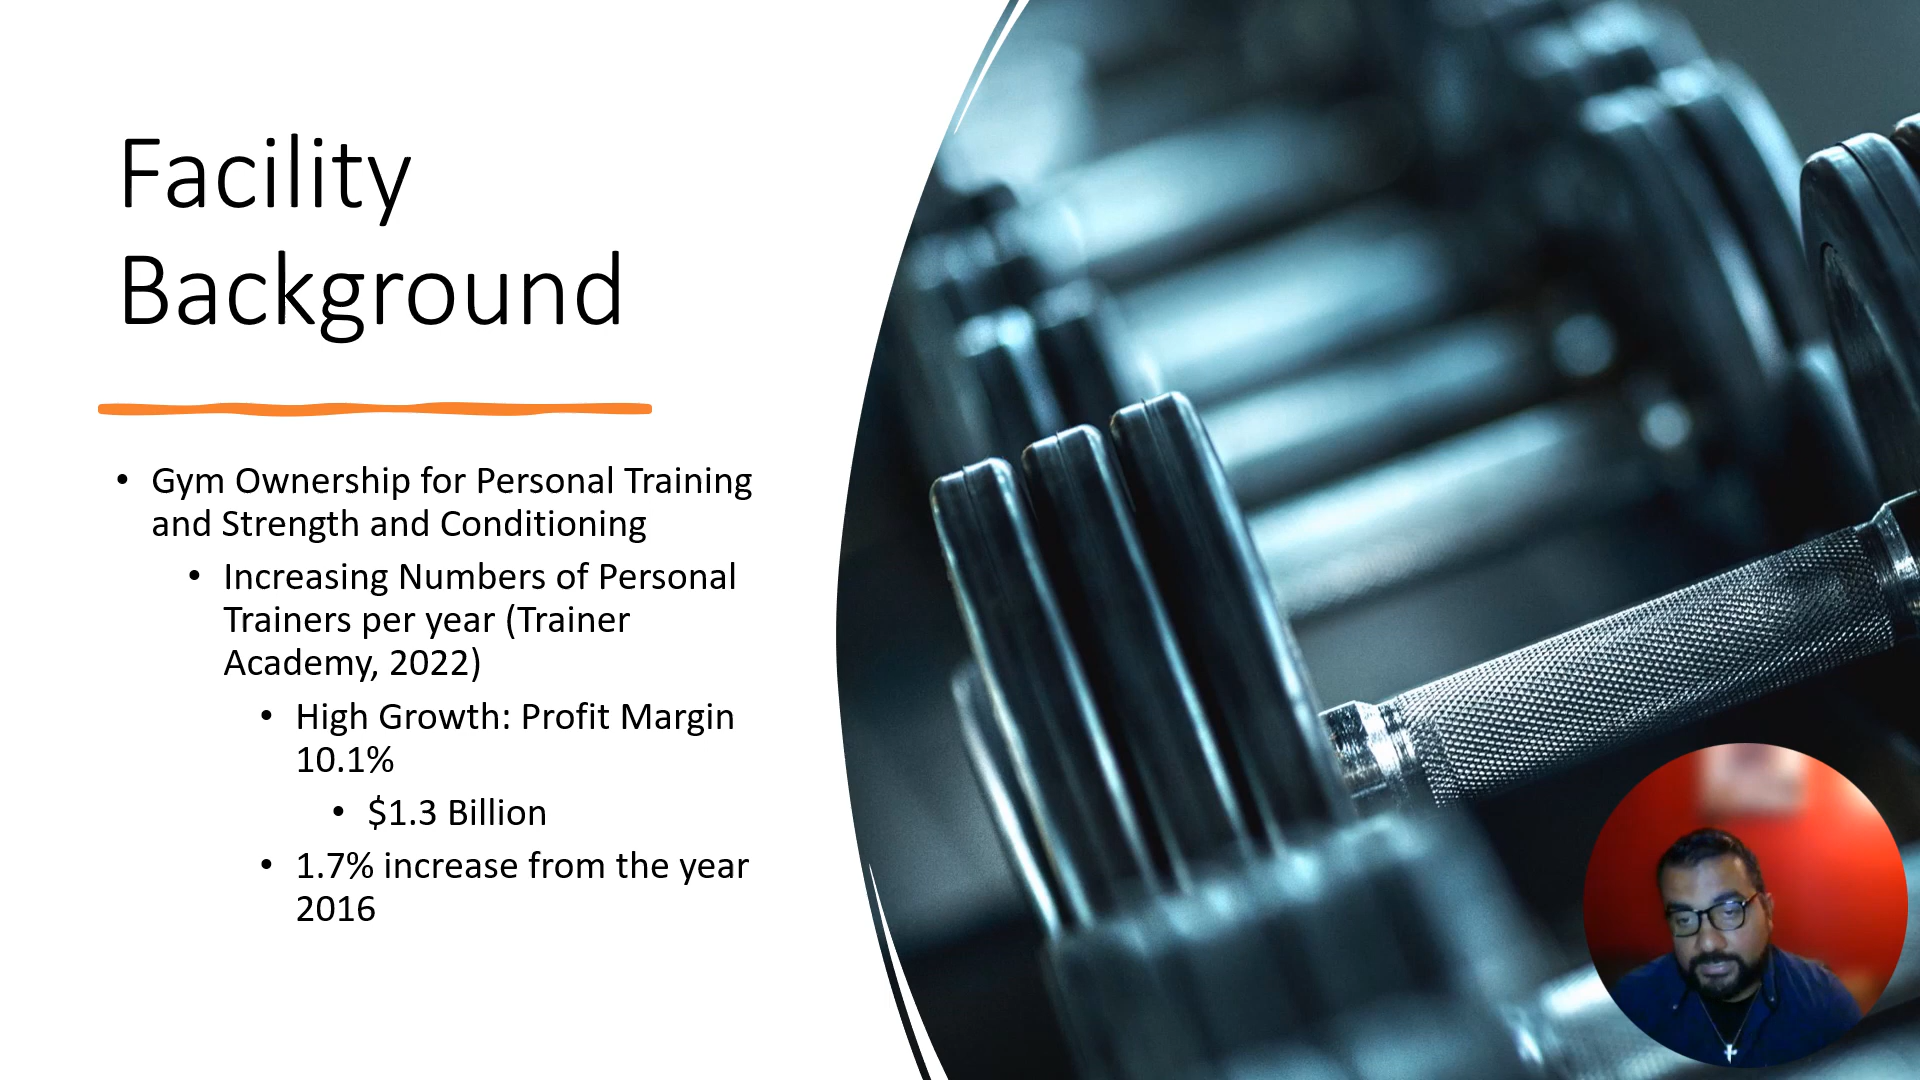 Facility
Background
• Gym Ownership for Personal Training
and Strength and Conditioning
• Increasing Numbers of Personal
Trainers per year (Trainer
Academy, 2022)
• High Growth: Profit Margin
10.1%
• $1.3 Billion
• 1.7% increase from the year
2016